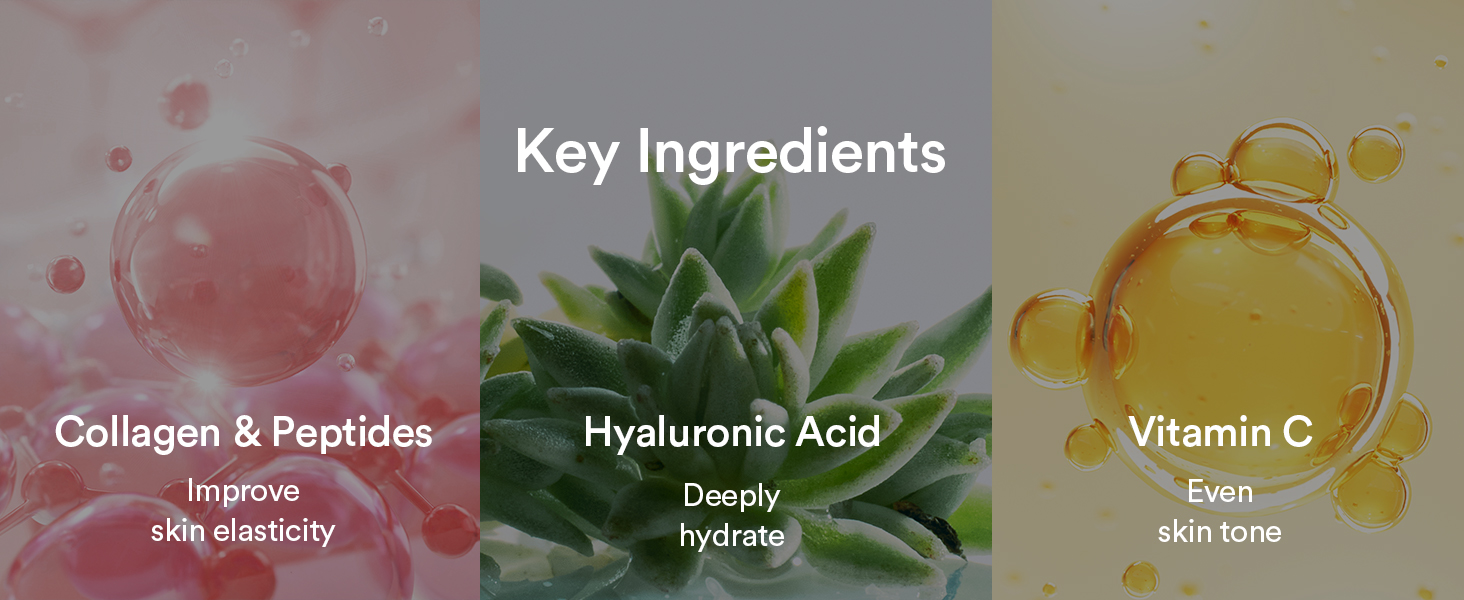 Key Ingredients
Collagen & Peptides
Improve
skin elasticity
Hyaluronic Acid
Deeply
hydrate
Vitamin C
Even
skin tone